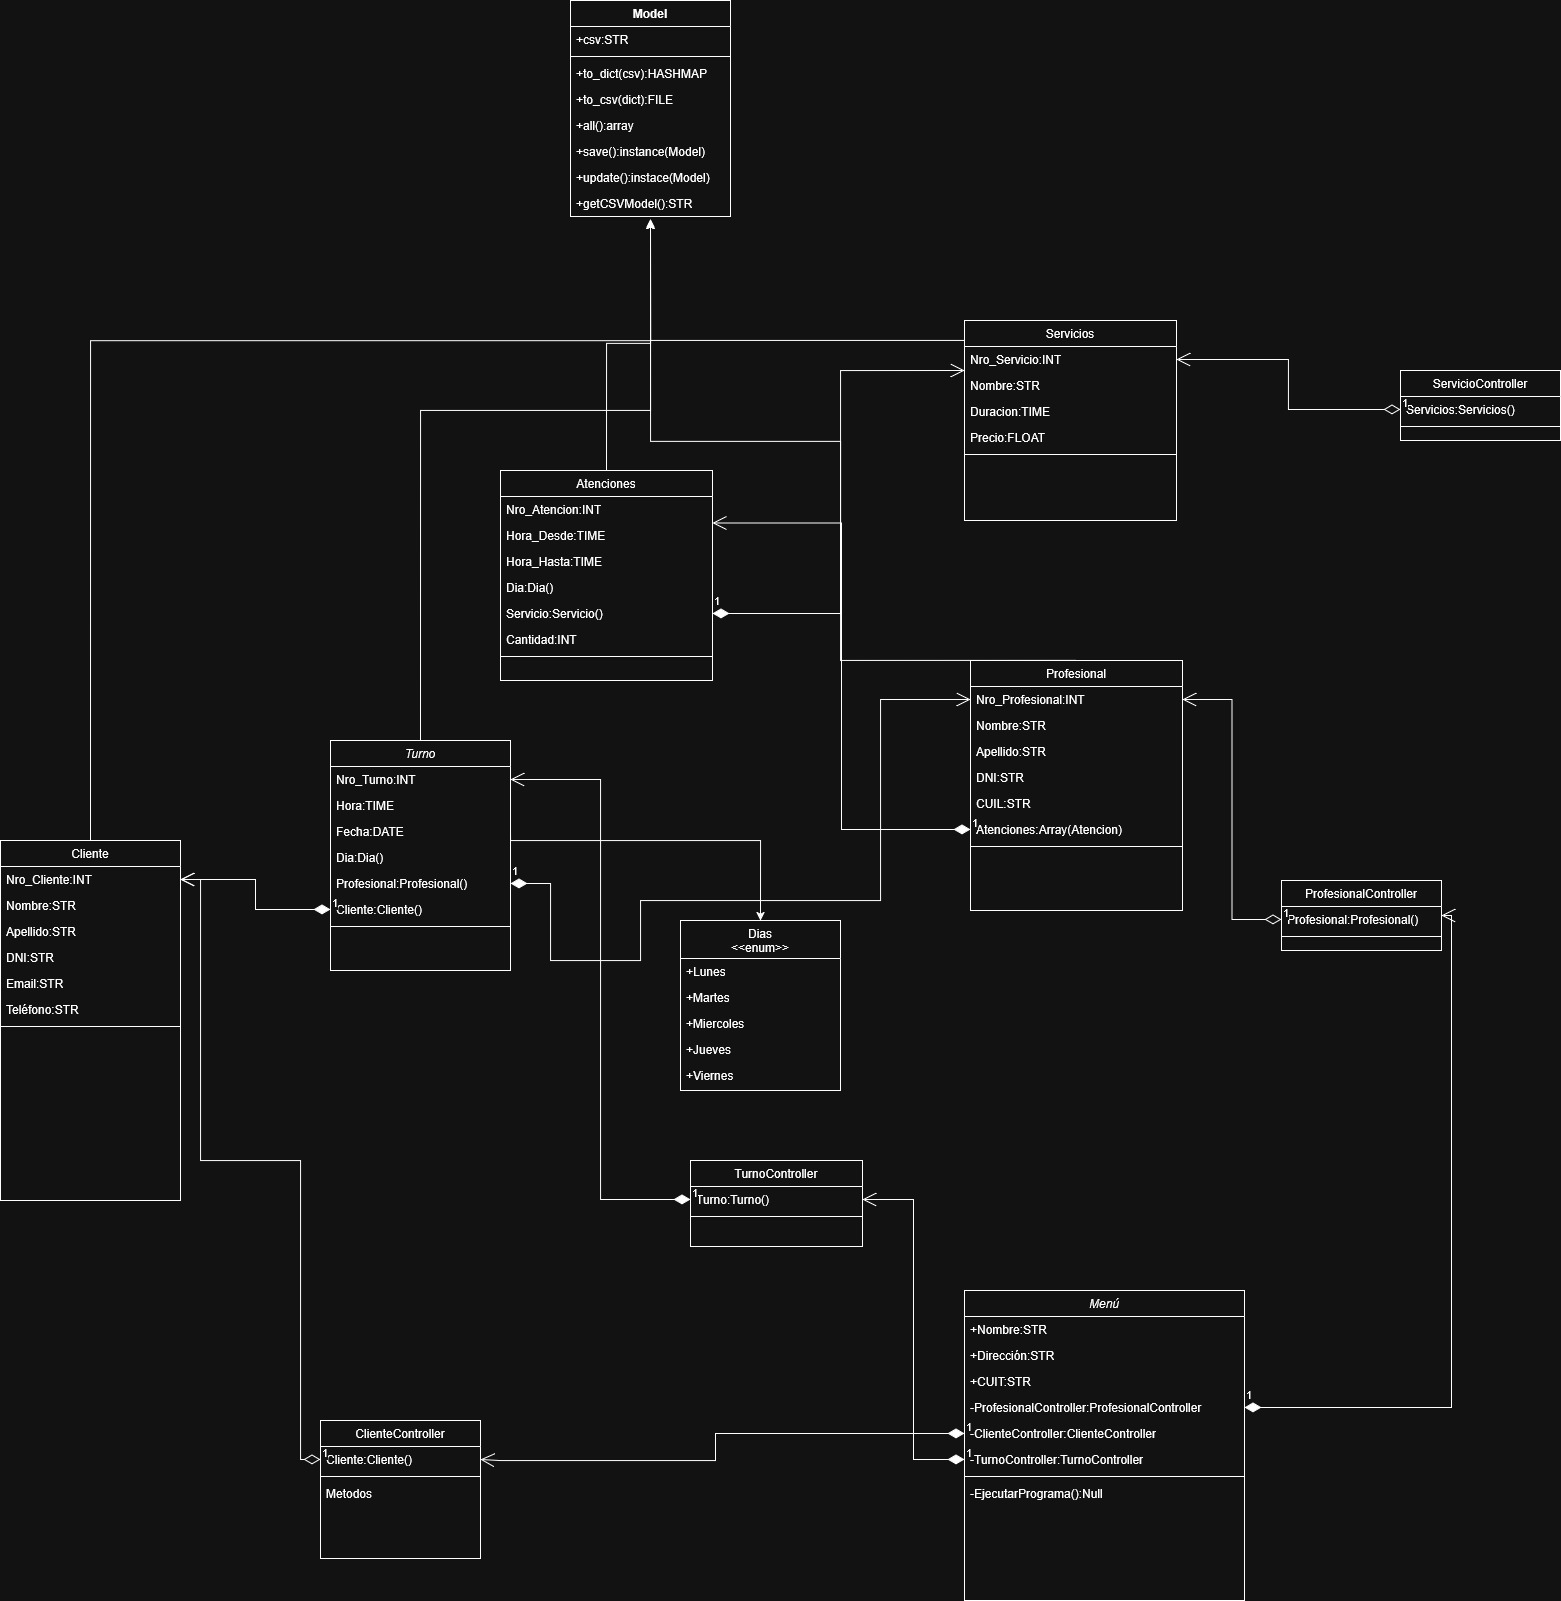 Model
+csv:STR
+to_dict(csv):HASHMAP
+to_csv(dict):FILE
+all():array
+save():instance(Model)
+update():instace(Model)
+getCSVModel():STR
Servicios
Nro_Servicio:INT
Nombre:STR
Duracion:TIME
Precio:FLOAT
ServicioController
1
Servicios:Servicios()
Atenciones
Nro_Atencion:INT
Hora_Desde:TIME
Hora_Hasta:TIME
Dia:Dia()
Servicio:Servicio()
1
Cantidad:INT
Profesional
Nro_Profesional:INT
Nombre:STR
Apellido:STR
DNI:STR
CUIL:STR
1
Atenciones:Array(Atencion)
Turno
Nro_Turno:INT
Hora:TIME
Fecha:DATE
Dia:Dia()
Profesional:Profesional()
1
1
Cliente:Cliente()
Cliente
Nro_Cliente:INT
Nombre:STR
Apellido:STR
DNI:STR
Email:STR
Teléfono:STR
ProfesionalController
1
Profesional:Profesional()
Dias
<<enum>>
+Lunes
+Martes
+Miercoles
+Jueves
+Viernes
TurnoController
1
Turno:Turno()
Menú
+Nombre:STR
+Dirección:STR
+CUIT:STR
-ProfesionalController:ProfesionalController
1
1
-ClienteController:ClienteController
1
-TurnoController:TurnoController
-EjecutarPrograma():Null
ClienteController
1
Cliente:Cliente()
Metodos